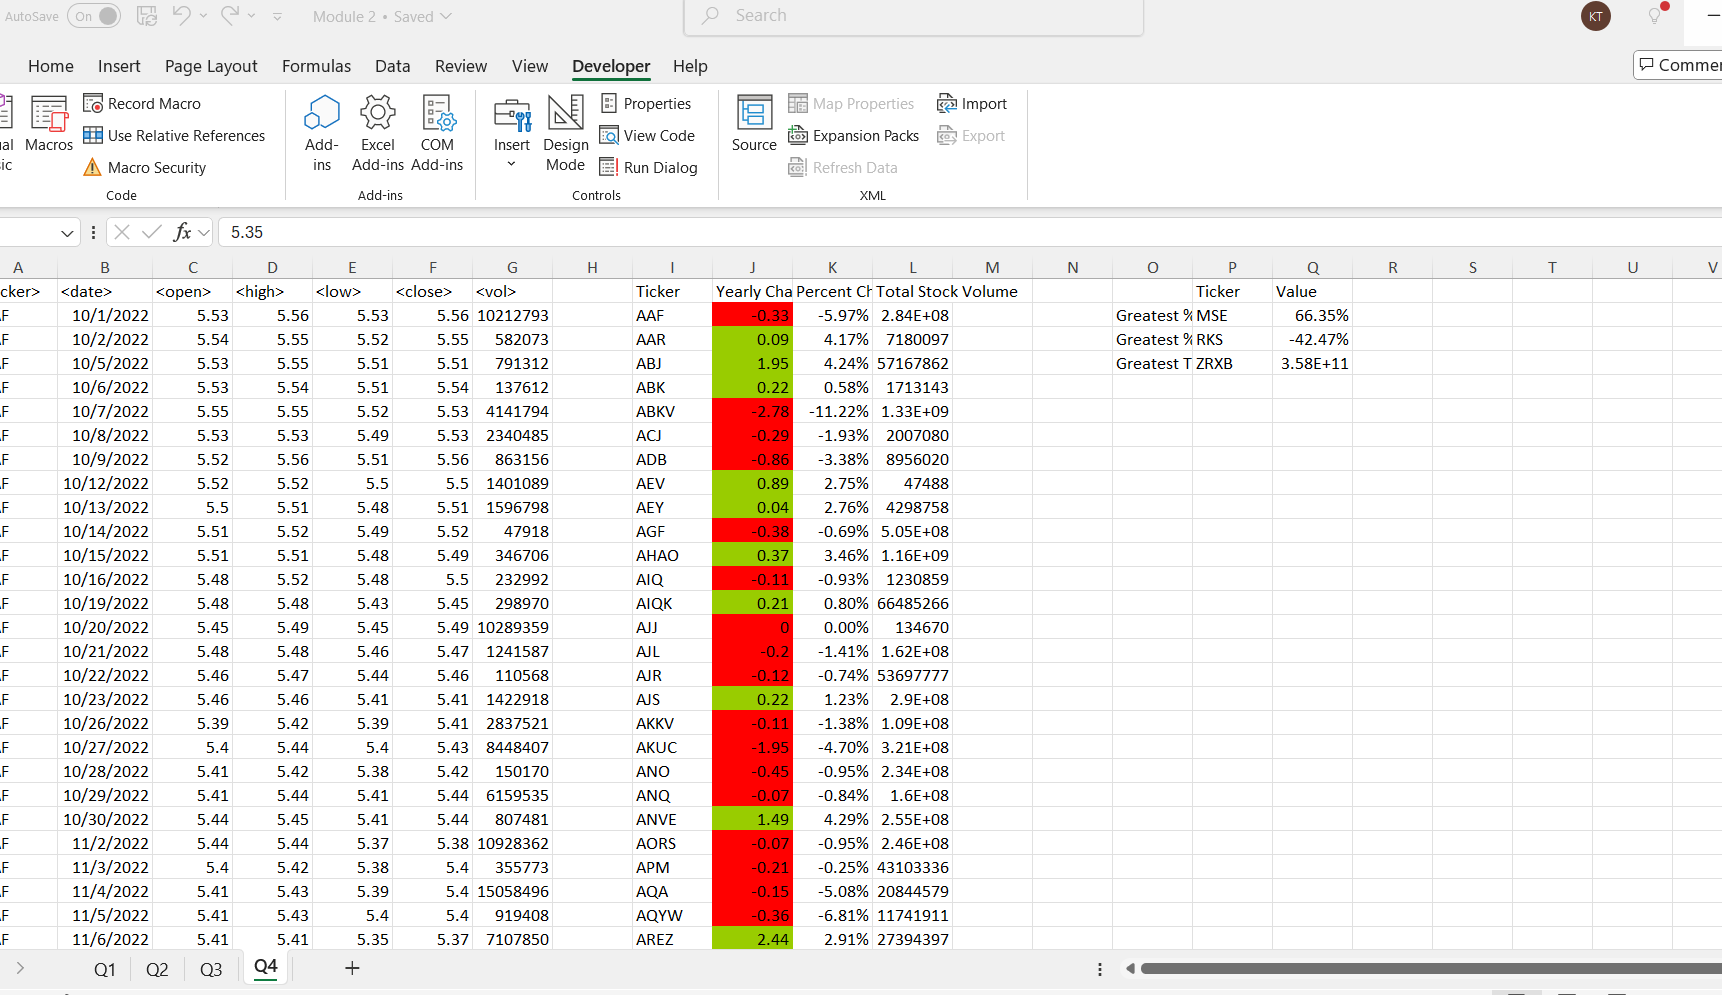 AutoSave On Module 2 • Saved Search KT
Home Insert Page Layout Formulas Data Review View Developer Help Commen
Macros Record Macro Use Relative References Macro Security Code
Add-ins Excel Add-ins COM Add-ins Add-ins
Insert Design Mode Properties View Code Run Dialog Controls
Source Map Properties Expansion Packs Refresh Data Import Export XML
fx 5.35
A B C D E F G H I J K L M N O P Q R S T U V
cker> <date> <open> <high> <low> <close> <vol> Ticker Yearly Cha Percent Ch Total Stock Volume Ticker Value
F 10/1/2022 5.53 5.56 5.53 5.56 10212793 AAF -0.33 -5.97% 2.84E+08 Greatest % MSE 66.35%
F 10/2/2022 5.54 5.55 5.52 5.55 582073 AAR 0.09 4.17% 7180097 Greatest % RKS -42.47%
F 10/5/2022 5.53 5.55 5.51 5.51 791312 ABJ 1.95 4.24% 57167862 Greatest T ZRXB 3.58E+11
F 10/6/2022 5.53 5.54 5.51 5.54 137612 ABK 0.22 0.58% 1713143
F 10/7/2022 5.55 5.55 5.52 5.53 4141794 ABKV -2.78 -11.22% 1.33E+09
F 10/8/2022 5.53 5.53 5.49 5.53 2340485 ACJ -0.29 -1.93% 2007080
F 10/9/2022 5.52 5.56 5.51 5.56 863156 ADB -0.86 -3.38% 8956020
F 10/12/2022 5.52 5.52 5.5 5.5 1401089 AEV 0.89 2.75% 47488
F 10/13/2022 5.5 5.51 5.48 5.51 1596798 AEY 0.04 2.76% 4298758
F 10/14/2022 5.51 5.52 5.49 5.52 47918 AGF -0.38 -0.69% 5.05E+08
F 10/15/2022 5.51 5.51 5.48 5.49 346706 AHAO 0.37 3.46% 1.16E+09
F 10/16/2022 5.48 5.52 5.48 5.5 232992 AIQ -0.11 -0.93% 1230859
F 10/19/2022 5.48 5.48 5.43 5.45 298970 AIQK 0.21 0.80% 66485266
F 10/20/2022 5.45 5.49 5.45 5.49 10289359 AJJ 0 0.00% 134670
F 10/21/2022 5.48 5.48 5.46 5.47 1241587 AJL -0.2 -1.41% 1.62E+08
F 10/22/2022 5.46 5.47 5.44 5.46 110568 AJR -0.12 -0.74% 53697777
F 10/23/2022 5.46 5.46 5.41 5.41 1422918 AJS 0.22 1.23% 2.9E+08
F 10/26/2022 5.39 5.42 5.39 5.41 2837521 AKKV -0.11 -1.38% 1.09E+08
F 10/27/2022 5.4 5.44 5.4 5.43 8448407 AKUC -1.95 -4.70% 3.21E+08
F 10/28/2022 5.41 5.42 5.38 5.42 150170 ANO -0.45 -0.95% 2.34E+08
F 10/29/2022 5.41 5.44 5.41 5.44 6159535 ANQ -0.07 -0.84% 1.6E+08
F 10/30/2022 5.44 5.45 5.41 5.44 807481 ANVE 1.49 4.29% 2.55E+08
F 11/2/2022 5.44 5.44 5.37 5.38 10928362 AORS -0.07 -0.95% 2.46E+08
F 11/3/2022 5.4 5.42 5.38 5.4 355773 APM -0.21 -0.25% 43103336
F 11/4/2022 5.41 5.43 5.39 5.4 15058496 AQA -0.15 -5.08% 20844579
F 11/5/2022 5.41 5.43 5.4 5.4 919408 AQYW -0.36 -6.81% 11741911
F 11/6/2022 5.41 5.41 5.35 5.37 7107850 AREZ 2.44 2.91% 27394397
Q1 Q2 Q3 Q4